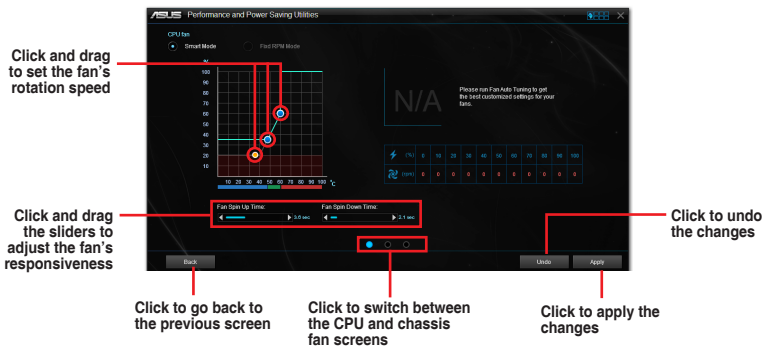 ASUS Performance and Power Saving Utilities
CPU fan
Smart Mode
Fixd RPM Mode
%
100
90
80
70
60
50
40
30
20
10
10 20 30 40 50 60 70 80 90 100 °C
N/A
Please run Fan Auto Tuning to get
the best customized settings for your
fans.
(%) 0 10 20 30 40 50 60 70 80 90 100
(rpm) 0 0 0 0 0 0 0 0 0 0 0
Fan Spin Up Time:
3.6 sec
Fan Spin Down Time:
2.1 sec
Back
Undo
Apply
Click and drag
to set the fan's
rotation speed
Click and drag
the sliders to
adjust the fan's
responsiveness
Click to undo
the changes
Click to go back to
the previous screen
Click to switch between
the CPU and chassis
fan screens
Click to apply the
changes